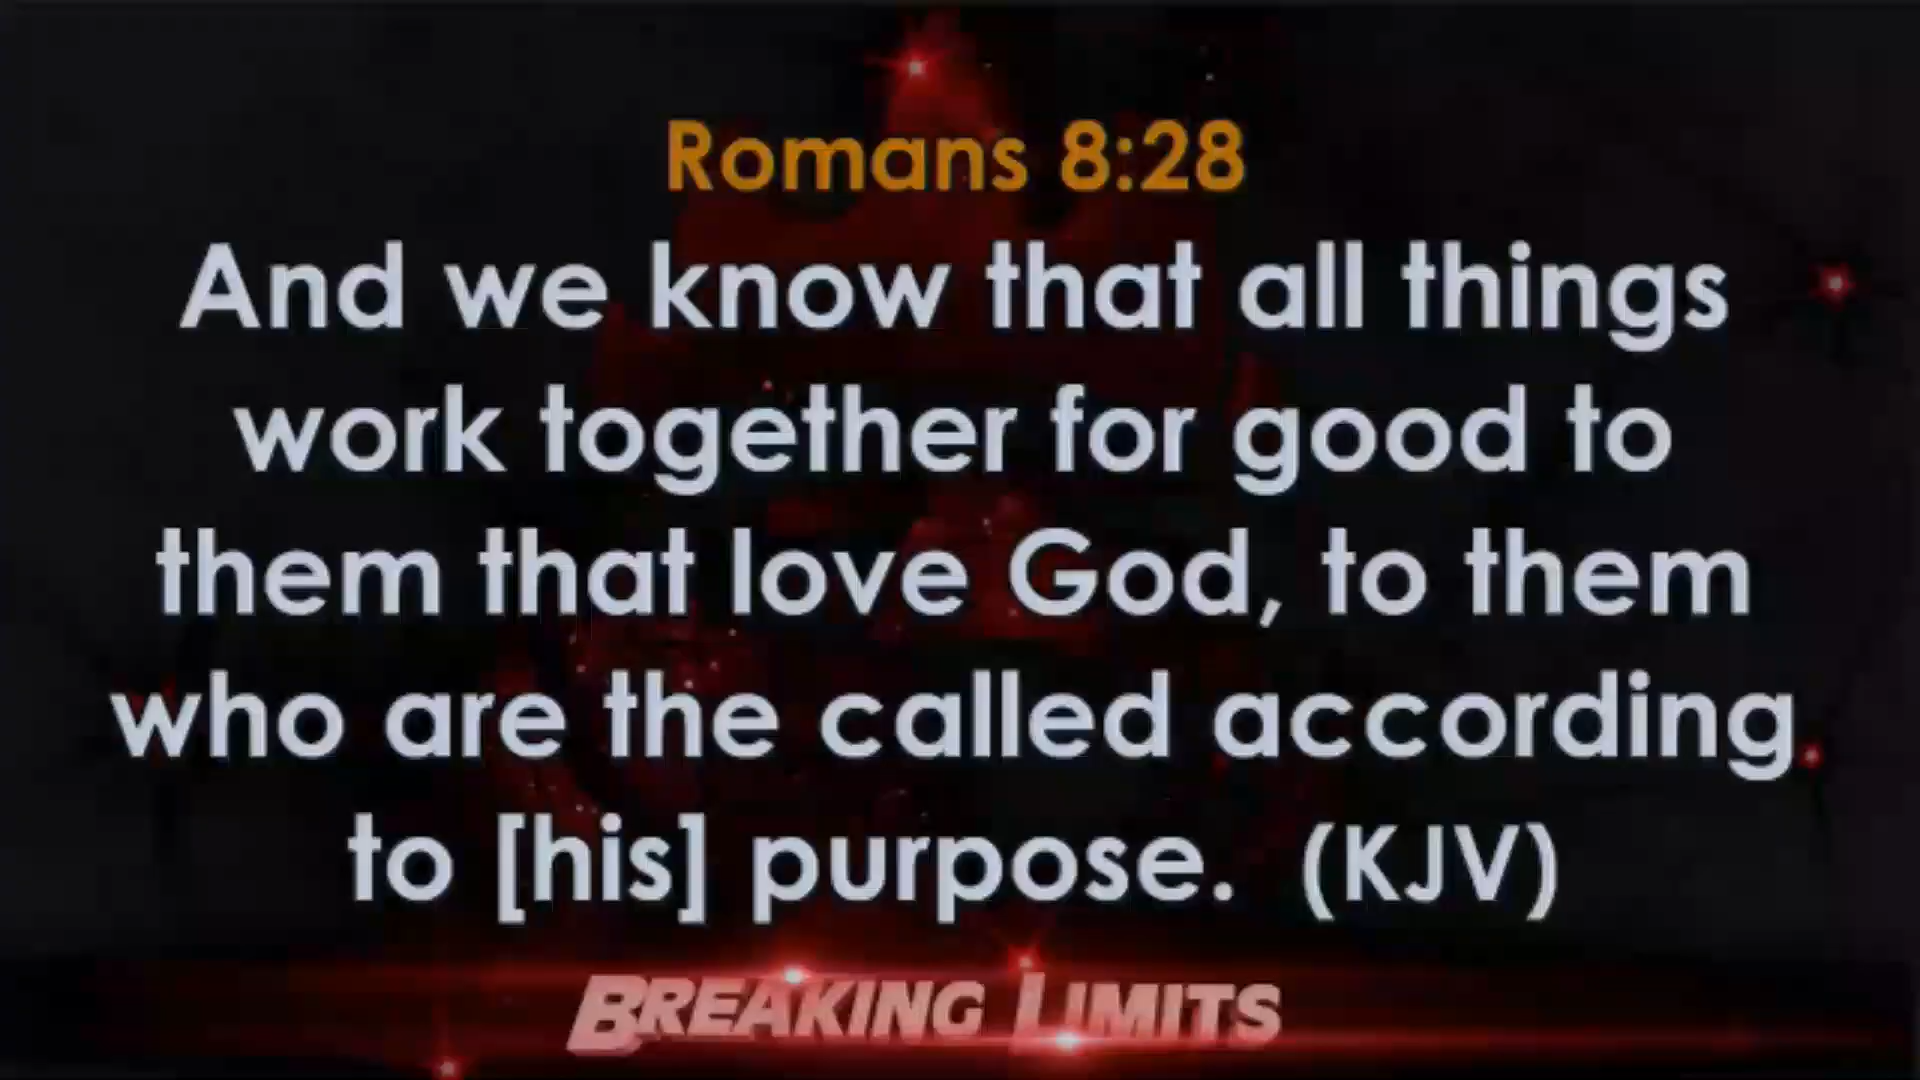 Romans 8:28
And we know that all things
work together for good to
them that love God, to them
who are the called according
to [his] purpose.  (KJV)
BREAKING LIMITS